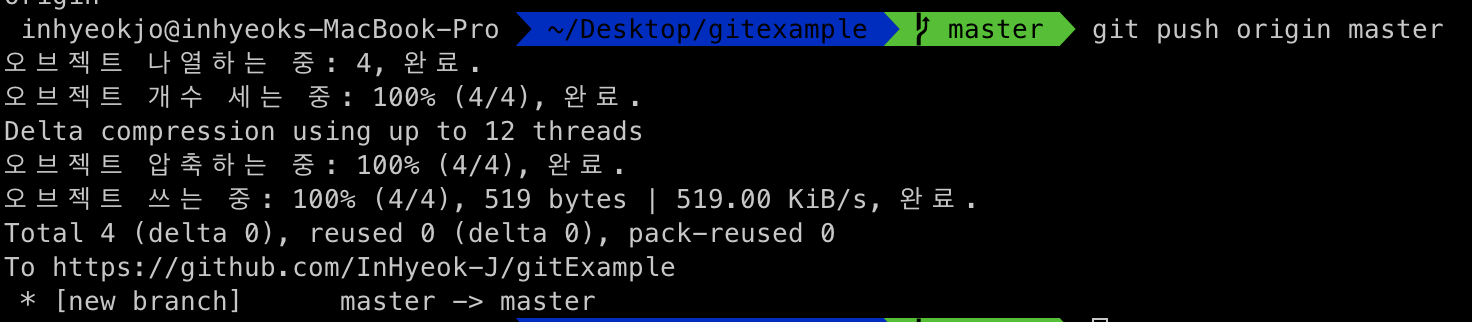 origin
inhyeokjo@inhyeoks-MacBook-Pro ~/Desktop/gitexample master git push origin master
오브젝트 나열하는 중: 4, 완료.
오브젝트 개수 세는 중: 100% (4/4), 완료.
Delta compression using up to 12 threads
오브젝트 압축하는 중: 100% (4/4), 완료.
오브젝트 쓰는 중: 100% (4/4), 519 bytes | 519.00 KiB/s, 완료.
Total 4 (delta 0), reused 0 (delta 0), pack-reused 0
To https://github.com/InHyeok-J/gitExample
 * [new branch]      master -> master